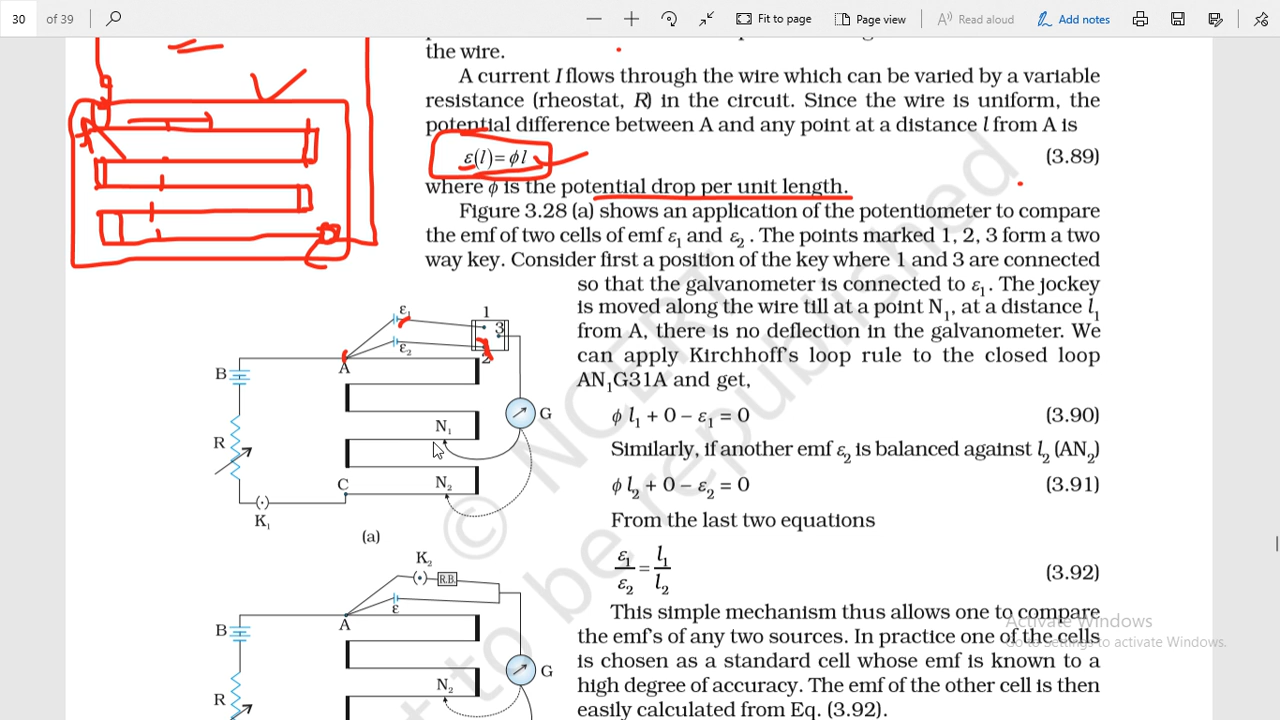 30 of 39 Fit to page Page view Read aloud Add notes
the wire.
A current I flows through the wire which can be varied by a variable
resistance (rheostat, R) in the circuit. Since the wire is uniform, the
potential difference between A and any point at a distance l from A is
ε(l)= ϕl (3.89)
where ϕ is the potential drop per unit length.
Figure 3.28 (a) shows an application of the potentiometer to compare
the emf of two cells of emf ε₁ and ε₂ . The points marked 1, 2, 3 form a two
way key. Consider first a position of the key where 1 and 3 are connected
so that the galvanometer is connected to ε₁. The jockey
is moved along the wire till at a point N₁, at a distance l₁
from A, there is no deflection in the galvanometer. We
can apply Kirchhoff's loop rule to the closed loop
AN₁G31A and get,
ϕ l₁ + 0 – ε₁ = 0 (3.90)
Similarly, if another emf ε₂ is balanced against l₂ (AN₂)
ϕ l₂ + 0 – ε₂ = 0 (3.91)
From the last two equations
ε₁/ε₂ = l₁/l₂ (3.92)
This simple mechanism thus allows one to compare
the emf's of any two sources. In practice one of the cells
is chosen as a standard cell whose emf is known to a
high degree of accuracy. The emf of the other cell is then
easily calculated from Eq. (3.92).
ε₁
1
3
ε₂
2
A
B
G
R
N₁
C
N₂
K₁
(a)
K₂
R.B.
ε
A
B
G
N₂
R
© NCERT
not to be republished
Activate Windows
Go to Settings to activate Windows.